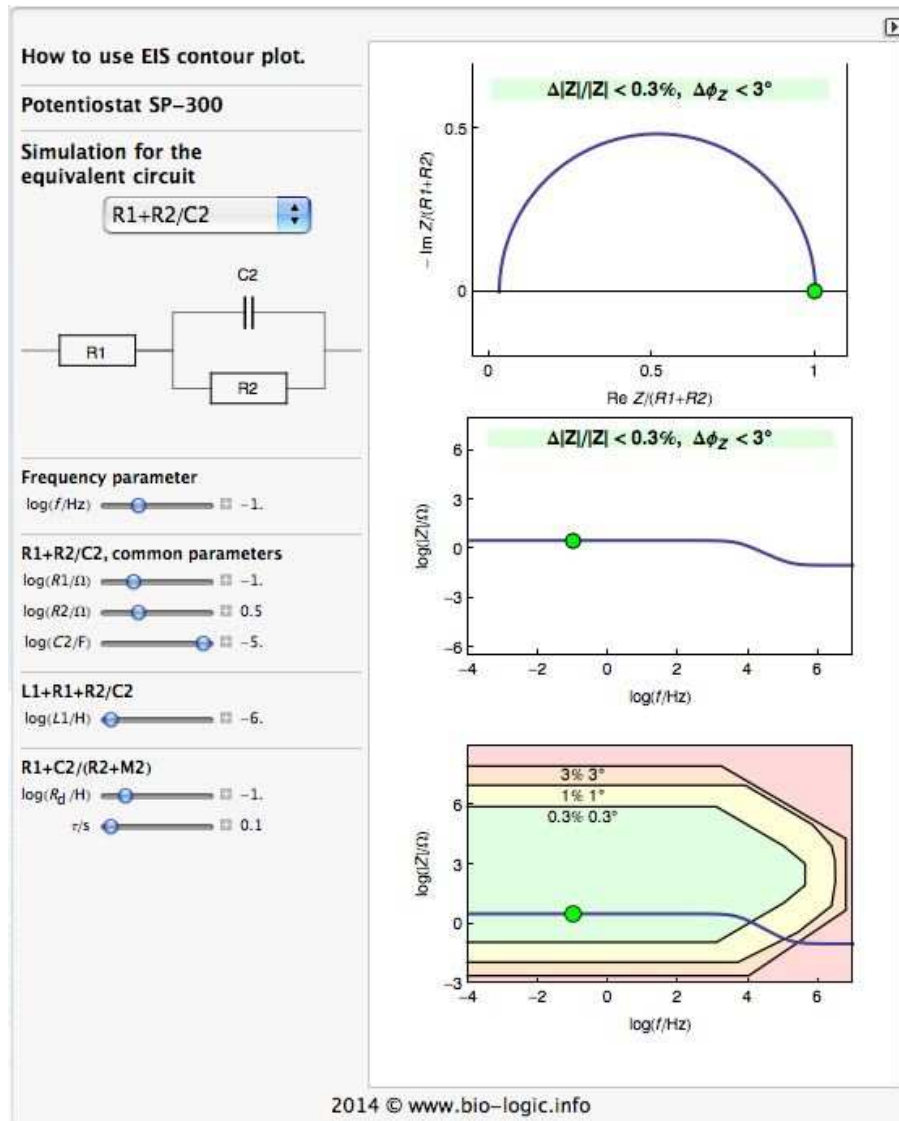 How to use EIS contour plot.
Potentiostat SP−300
Simulation for the
equivalent circuit
R1+R2/C2
C2
R1
R2
Frequency parameter
log(f/Hz) −1.
R1+R2/C2, common parameters
log(R1/Ω) −1.
log(R2/Ω) 0.5
log(C2/F) −5.
L1+R1+R2/C2
log(L1/H) −6.
R1+C2/(R2+M2)
log(Rd /H) −1.
τ/s 0.1
Δ|Z|/|Z| < 0.3%, ΔϕZ < 3°
0.5
0
− Im Z/(R1+R2)
0 0.5 1
Re Z/(R1+R2)
Δ|Z|/|Z| < 0.3%, ΔϕZ < 3°
6
3
0
−3
−6
log(|Z|/Ω)
−4 −2 0 2 4 6
log(f/Hz)
3% 3°
1% 1°
0.3% 0.3°
6
3
0
−3
log(|Z|/Ω)
−4 −2 0 2 4 6
log(f/Hz)
2014 © www.bio−logic.info